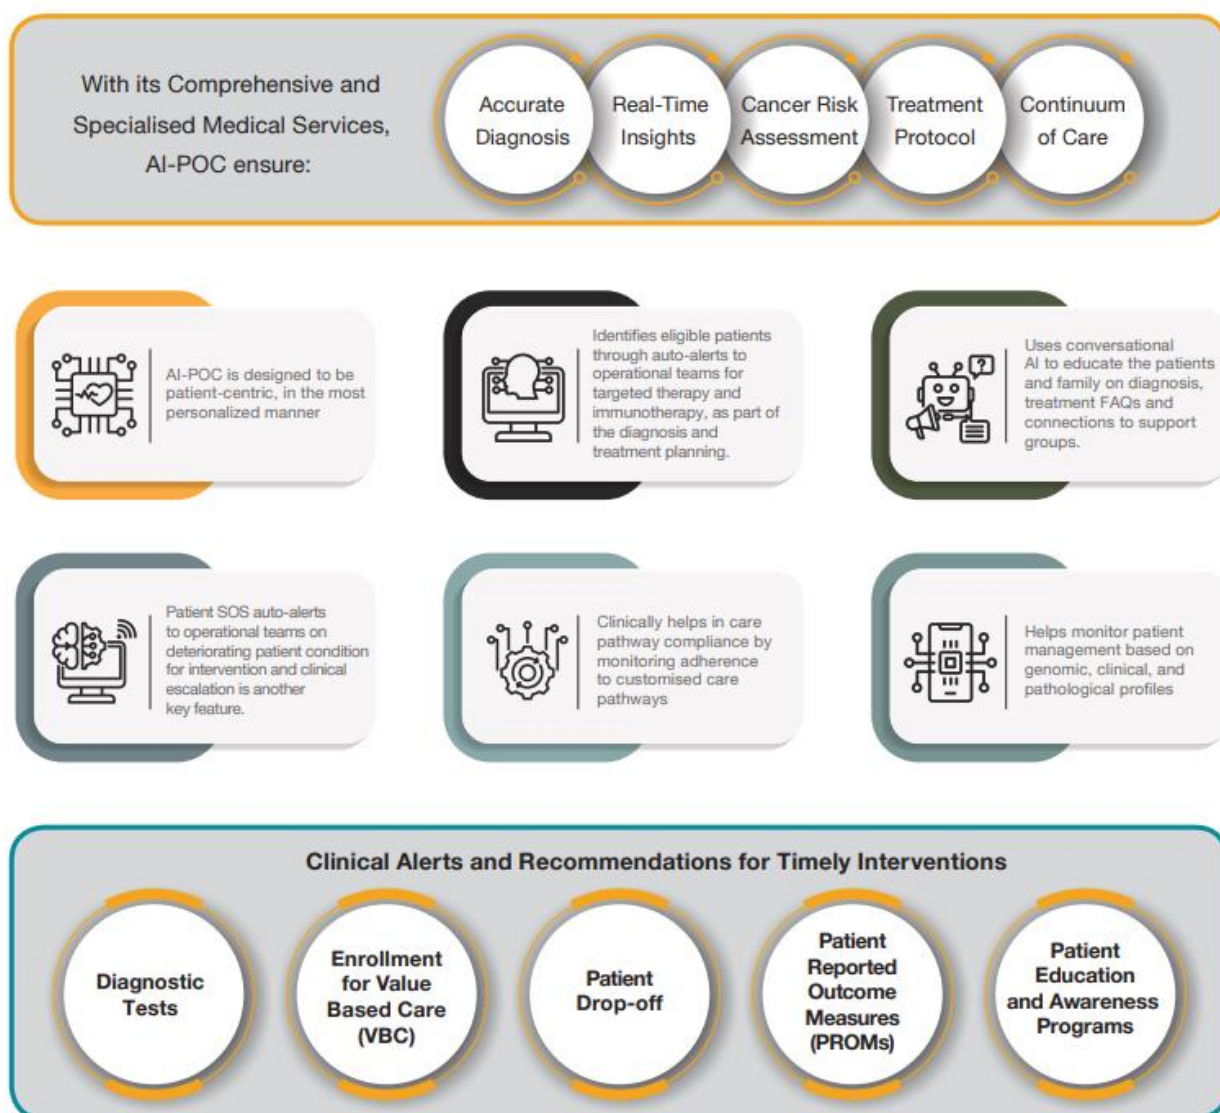 With its Comprehensive and
Specialised Medical Services,
AI-POC ensure:
Accurate
Diagnosis
Real-Time
Insights
Cancer Risk
Assessment
Treatment
Protocol
Continuum
of Care
AI-POC is designed to be
patient-centric, in the most
personalized manner
Identifies eligible patients
through auto-alerts to
operational teams for
targeted therapy and
immunotherapy, as part of
the diagnosis and
treatment planning.
?
Uses conversational
AI to educate the patients
and family on diagnosis,
treatment FAQs and
connections to support
groups.
Patient SOS auto-alerts
to operational teams on
deteriorating patient condition
for intervention and clinical
escalation is another
key feature.
Clinically helps in care
pathway compliance by
monitoring adherence
to customised care
pathways
Helps monitor patient
management based on
genomic, clinical, and
pathological profiles
Clinical Alerts and Recommendations for Timely Interventions
Diagnostic
Tests
Enrollment
for Value
Based Care
(VBC)
Patient
Drop-off
Patient
Reported
Outcome
Measures
(PROMs)
Patient
Education
and Awareness
Programs